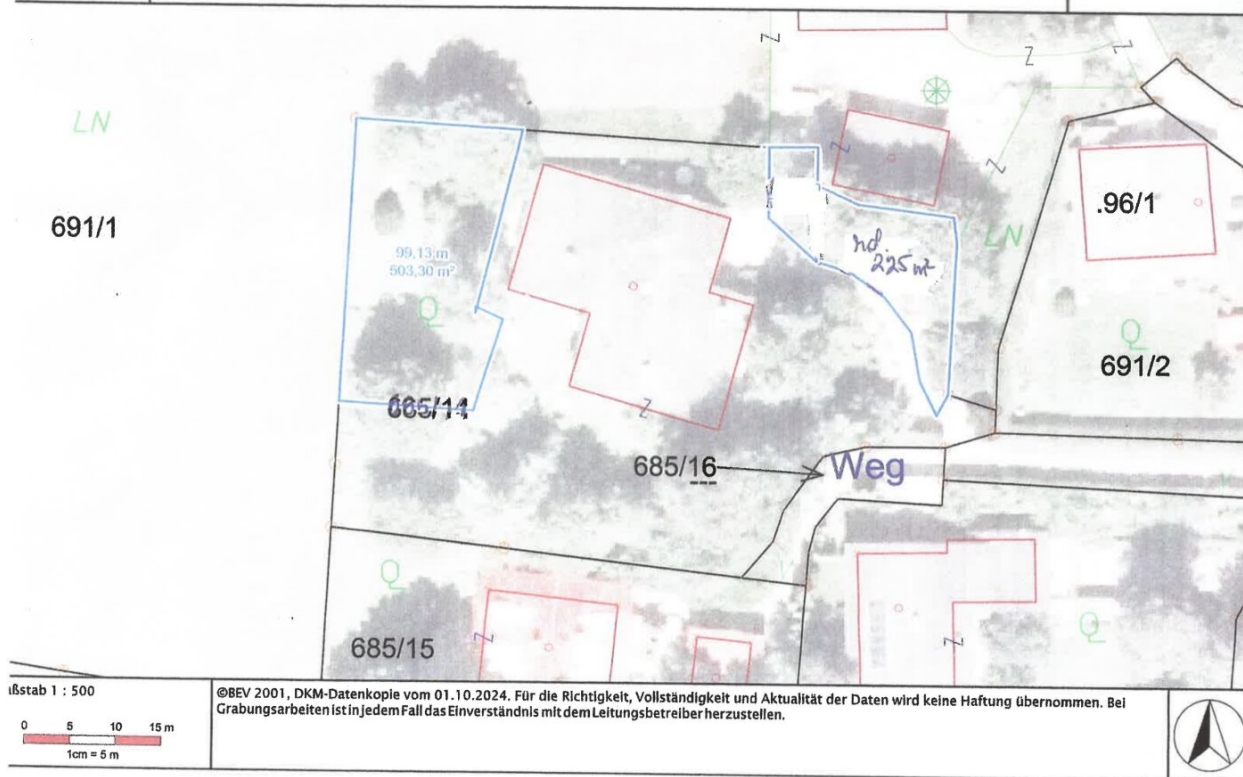 Z
Z
Z
LN
Z
Z
691/1
.96/1
99,13 m
503,30 m²
rd.
225 m²
LN
Q
Q
691/2
665/14
Z
685/16
Weg
Q
685/15
Z
Z
Q
ßstab 1 : 500
0 5 10 15 m
1cm = 5 m
©BEV 2001, DKM-Datenkopie vom 01.10.2024. Für die Richtigkeit, Vollständigkeit und Aktualität der Daten wird keine Haftung übernommen. Bei
Grabungsarbeiten ist in jedem Fall das Einverständnis mit dem Leitungsbetreiber herzustellen.